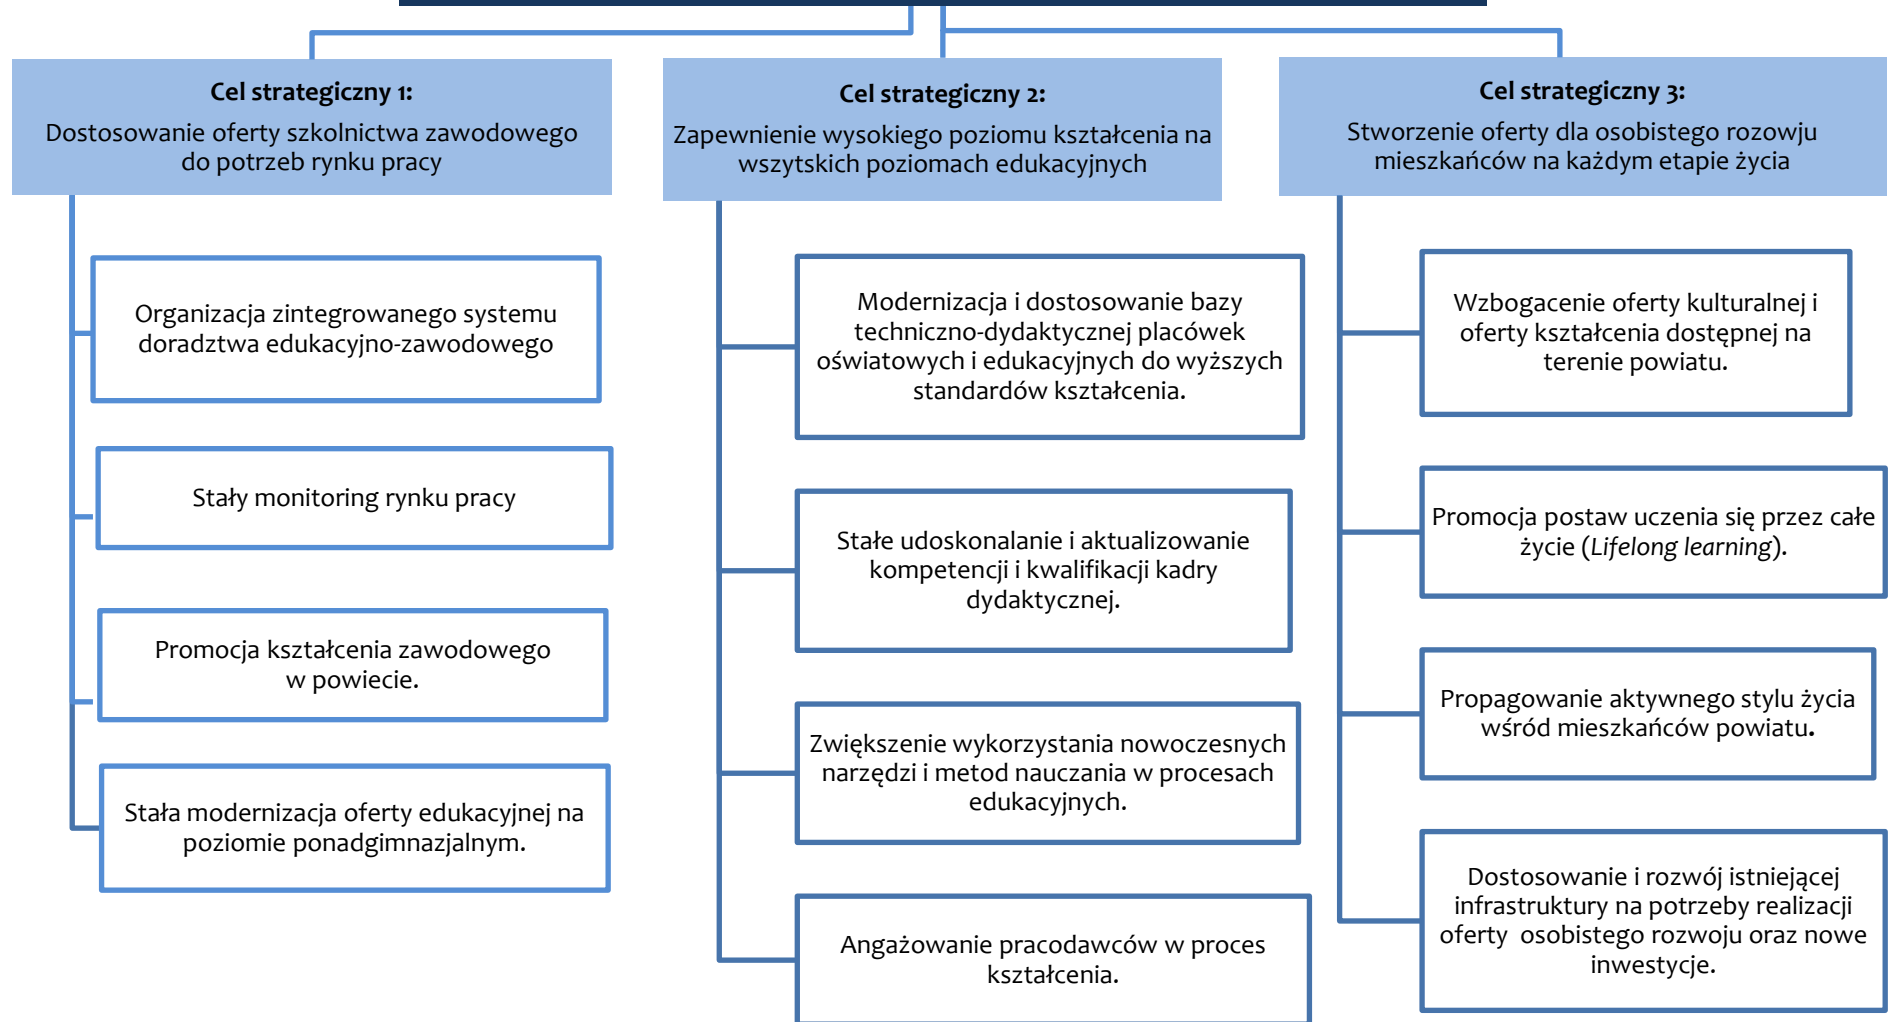 Cel strategiczny 1:
Dostosowanie oferty szkolnictwa zawodowego
do potrzeb rynku pracy
Organizacja zintegrowanego systemu
doradztwa edukacyjno-zawodowego
Stały monitoring rynku pracy
Promocja kształcenia zawodowego
w powiecie.
Stała modernizacja oferty edukacyjnej na
poziomie ponadgimnazjalnym.
Cel strategiczny 2:
Zapewnienie wysokiego poziomu kształcenia na
wszytskich poziomach edukacyjnych
Modernizacja i dostosowanie bazy
techniczno-dydaktycznej placówek
oświatowych i edukacyjnych do wyższych
standardów kształcenia.
Stałe udoskonalanie i aktualizowanie
kompetencji i kwalifikacji kadry
dydaktycznej.
Zwiększenie wykorzystania nowoczesnych
narzędzi i metod nauczania w procesach
edukacyjnych.
Angażowanie pracodawców w proces
kształcenia.
Cel strategiczny 3:
Stworzenie oferty dla osobistego rozowju
mieszkańców na każdym etapie życia
Wzbogacenie oferty kulturalnej i
oferty kształcenia dostępnej na
terenie powiatu.
Promocja postaw uczenia się przez całe
życie (Lifelong learning).
Propagowanie aktywnego stylu życia
wśród mieszkańców powiatu.
Dostosowanie i rozwój istniejącej
infrastruktury na potrzeby realizacji
oferty osobistego rozwoju oraz nowe
inwestycje.